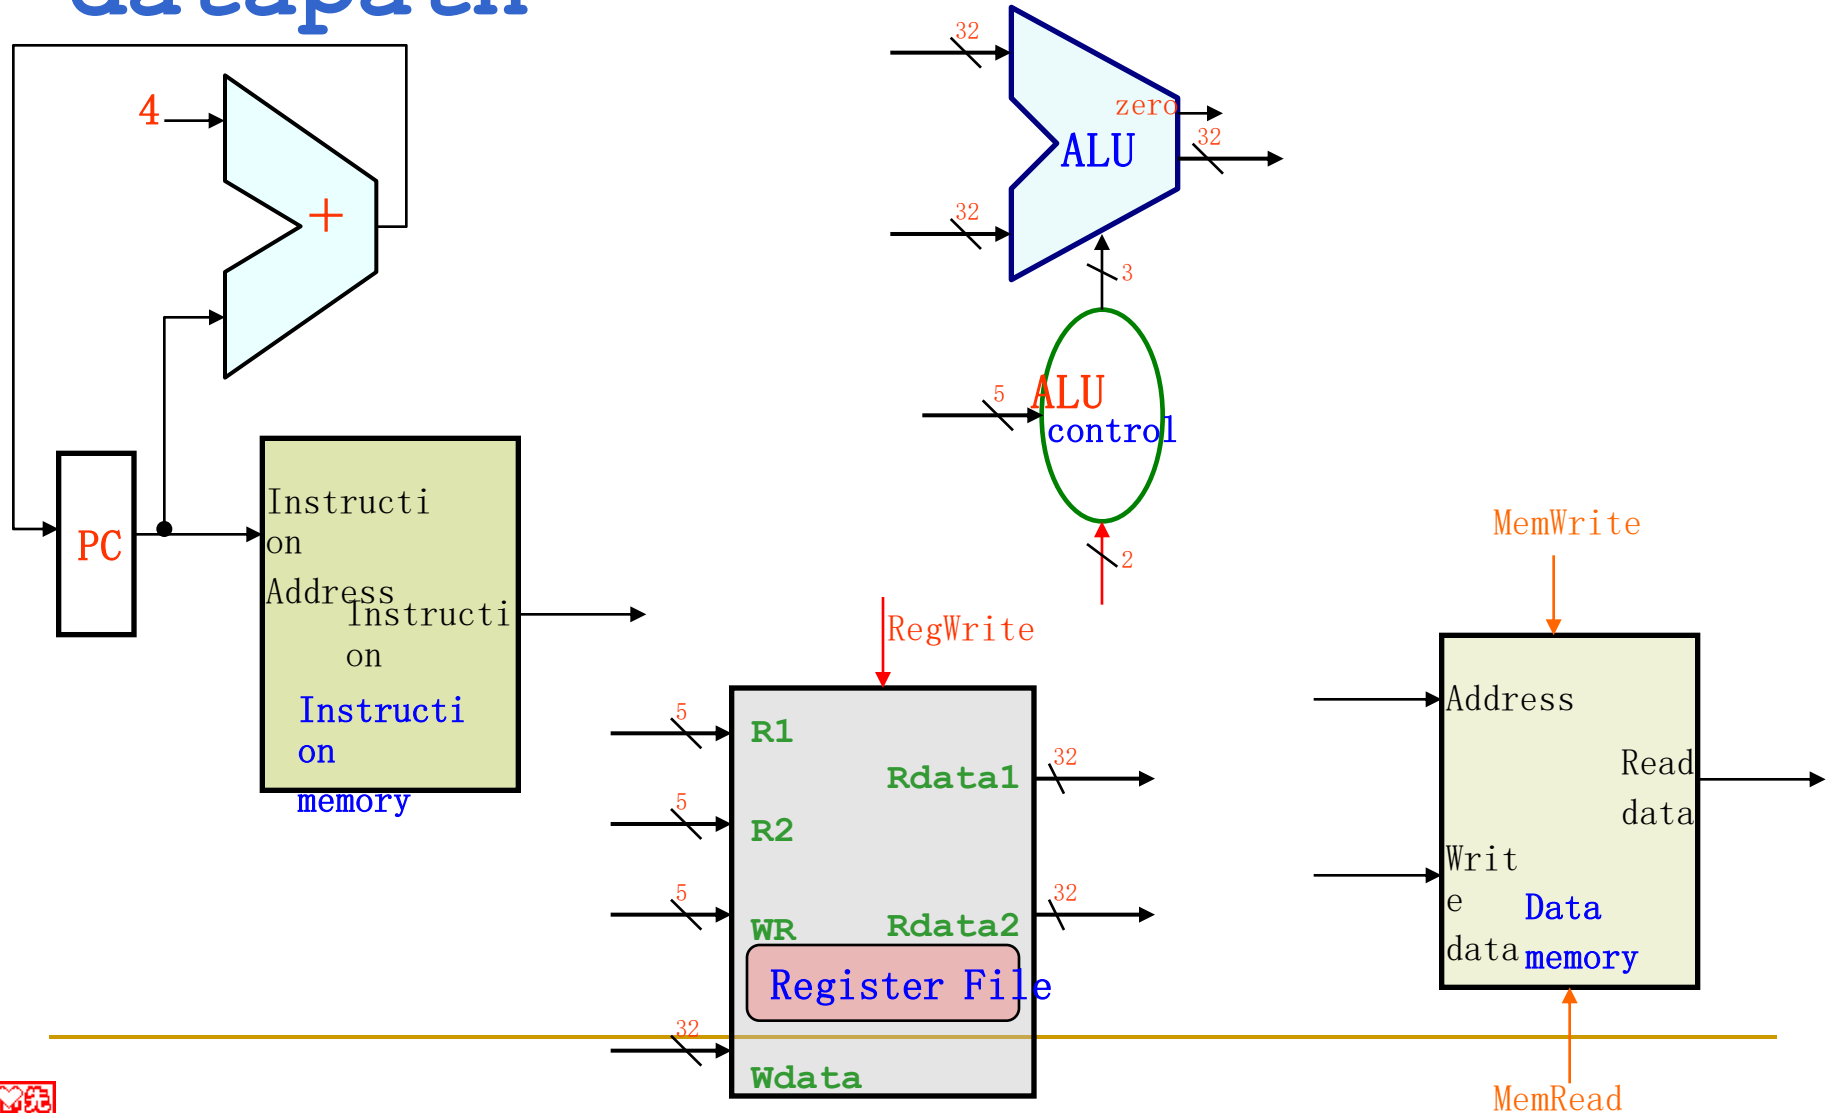 datapath
32
4
zero
ALU
32
+
32
3
ALU
control
5
2
PC
Instructi
on
Address
Instructi
on
Instructi
on
memory
MemWrite
RegWrite
5
R1
Rdata1
32
5
R2
5
WR
Rdata2
32
Register File
32
Wdata
Address
Read
data
Writ
e
data
Data
memory
MemRead